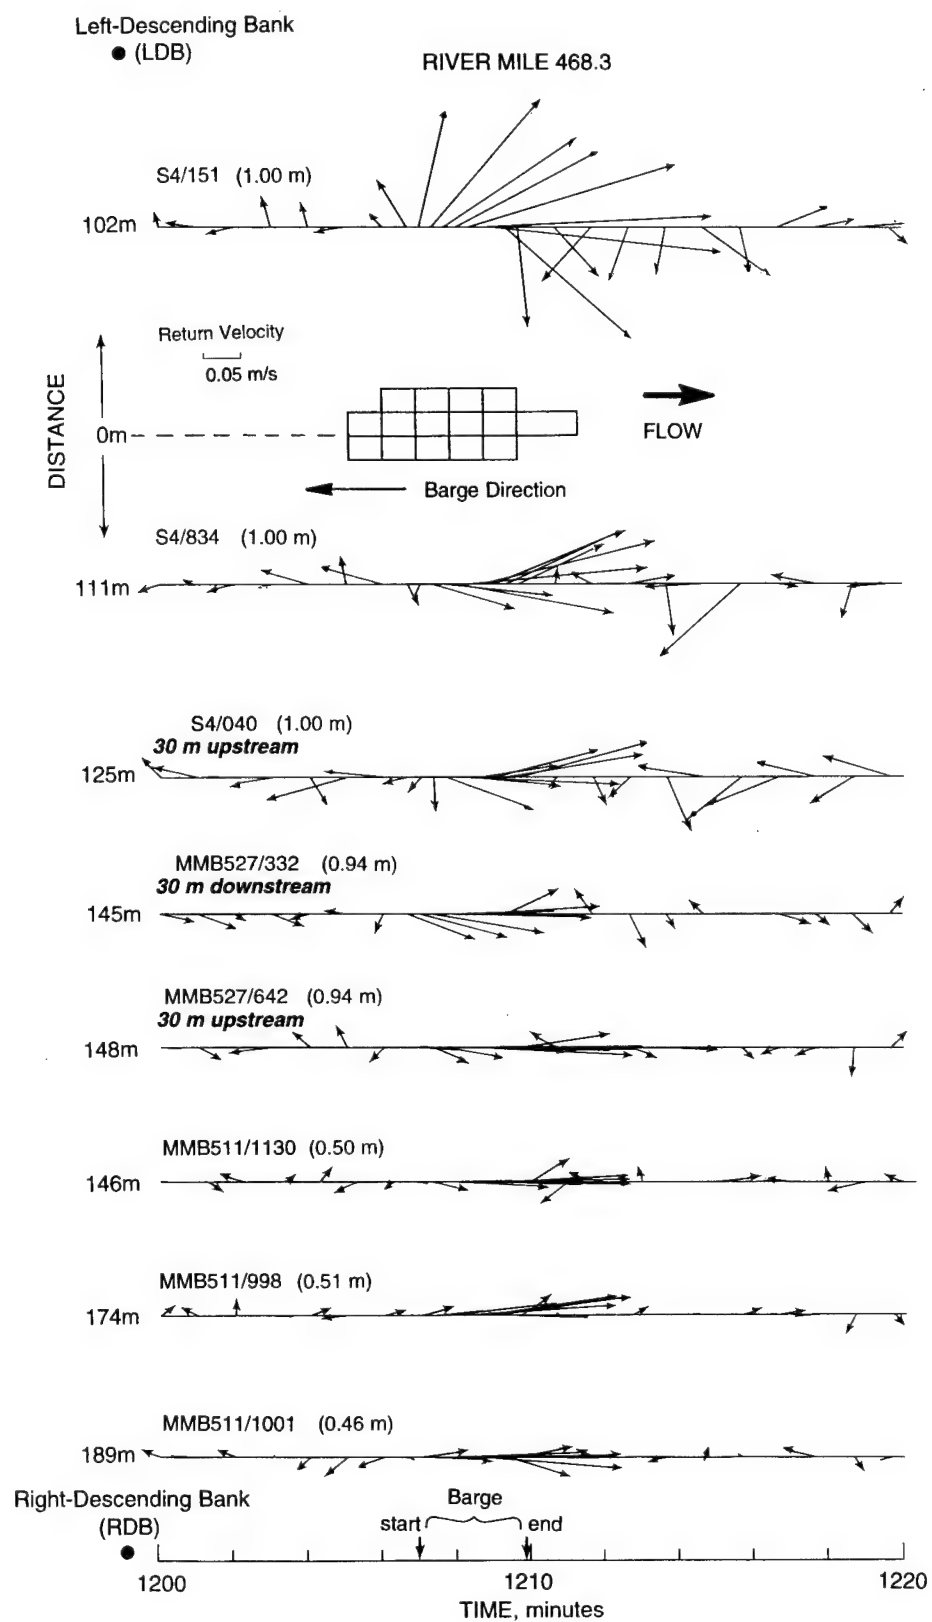 Left-Descending Bank
(LDB)
RIVER MILE 468.3
S4/151 (1.00 m)
102m
Return Velocity
0.05 m/s
DISTANCE
0m
FLOW
Barge Direction
S4/834 (1.00 m)
111m
S4/040 (1.00 m)
30 m upstream
125m
MMB527/332 (0.94 m)
30 m downstream
145m
MMB527/642 (0.94 m)
30 m upstream
148m
MMB511/1130 (0.50 m)
146m
MMB511/998 (0.51 m)
174m
MMB511/1001 (0.46 m)
189m
Right-Descending Bank
(RDB)
Barge
start end
1200 1210 1220
TIME, minutes